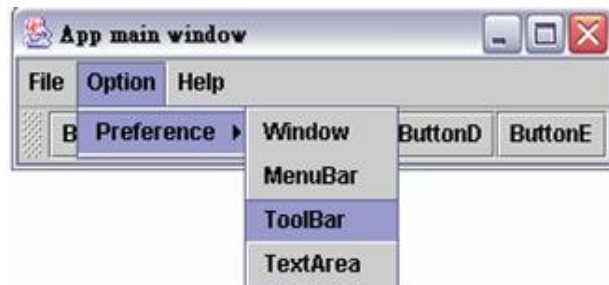 App main window
File Option Help
B Preference Window ButtonD ButtonE
MenuBar
ToolBar
TextArea